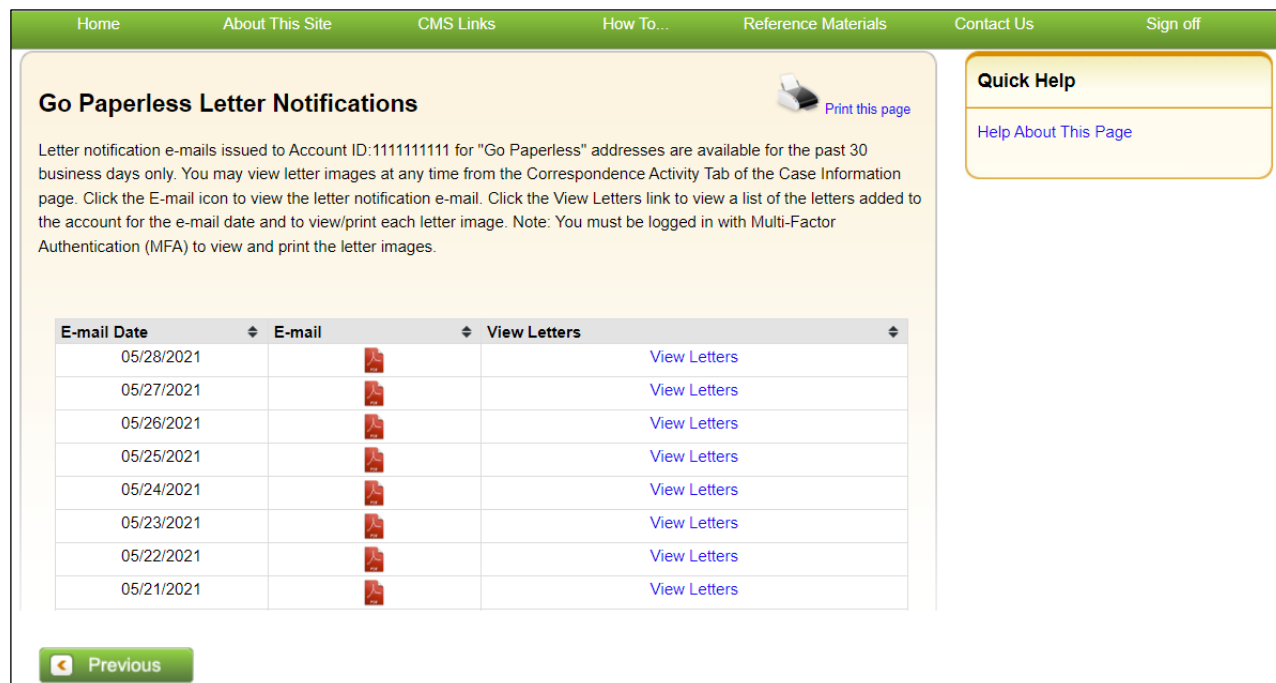 Home About This Site CMS Links How To... Reference Materials Contact Us Sign off
Go Paperless Letter Notifications
Print this page
Letter notification e-mails issued to Account ID:1111111111 for "Go Paperless" addresses are available for the past 30
business days only. You may view letter images at any time from the Correspondence Activity Tab of the Case Information
page. Click the E-mail icon to view the letter notification e-mail. Click the View Letters link to view a list of the letters added to
the account for the e-mail date and to view/print each letter image. Note: You must be logged in with Multi-Factor
Authentication (MFA) to view and print the letter images.
E-mail Date E-mail View Letters
05/28/2021 View Letters
05/27/2021 View Letters
05/26/2021 View Letters
05/25/2021 View Letters
05/24/2021 View Letters
05/23/2021 View Letters
05/22/2021 View Letters
05/21/2021 View Letters
Previous
Quick Help
Help About This Page